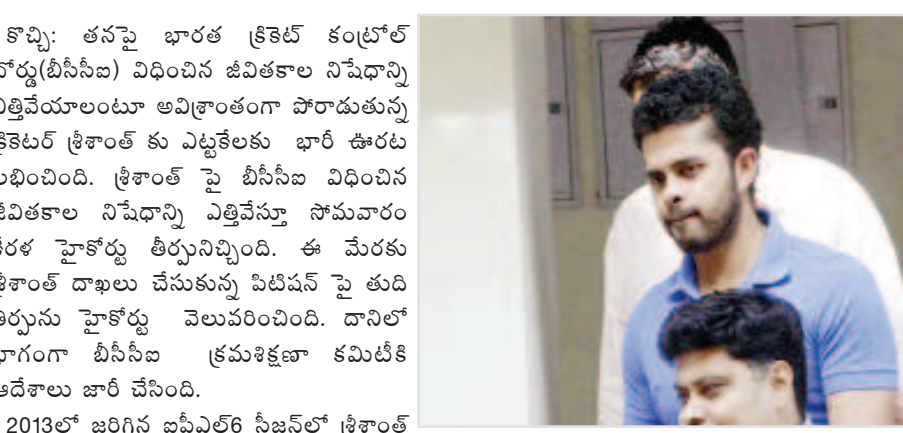 కొచ్చి: తనపై భారత క్రికెట్ కంట్రోల్
బోర్డు(బీసీసీఐ) విధించిన జీవితకాల నిషేధాన్ని
ఎత్తివేయాలంటూ అవిశ్రాంతంగా పోరాడుతున్న
క్రికెటర్ శ్రీశాంత్ కు ఎట్టకేలకు భారీ ఊరట
లభించింది. శ్రీశాంత్ పై బీసీసీఐ విధించిన
జీవితకాల నిషేధాన్ని ఎత్తివేస్తూ సోమవారం
కేరళ హైకోర్టు తీర్పునిచ్చింది. ఈ మేరకు
శ్రీశాంత్ దాఖలు చేసుకున్న పిటిషన్ పై తుది
తీర్పును హైకోర్టు వెలువరించింది. దానిలో
భాగంగా బీసీసీఐ క్రమశిక్షణా కమిటీకి
ఆదేశాలు జారీ చేసింది.
2013లో జరిగిన ఐపీఎల్6 సీజన్‌లో శ్రీశాంత్